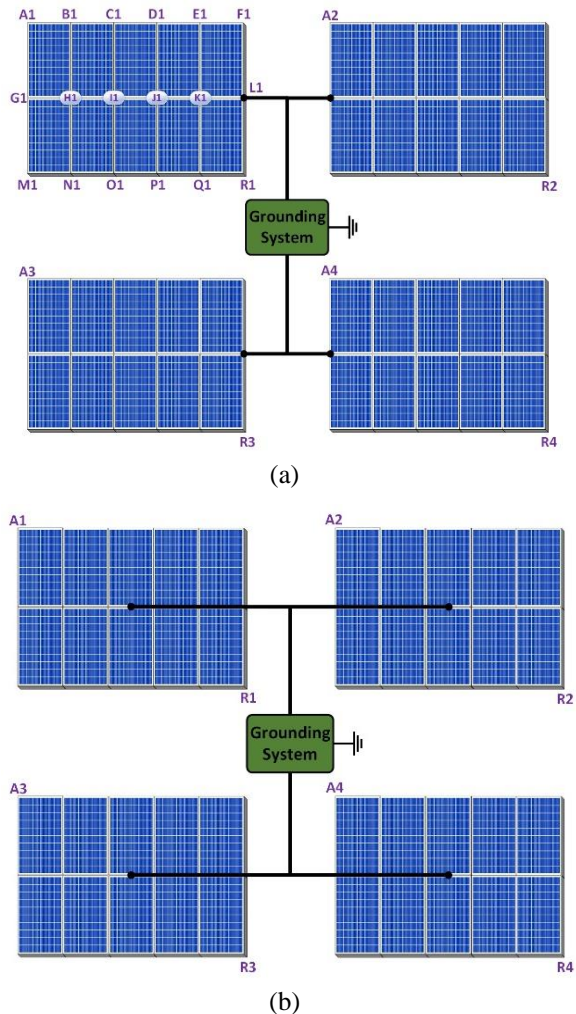 A1 B1 C1 D1 E1 F1 A2
G1 H1 I1 J1 K1 L1
M1 N1 O1 P1 Q1 R1 R2
Grounding
System
A3 A4
R3 R4
(a)
A1 A2
R1 R2
Grounding
System
A3 A4
R3 R4
(b)